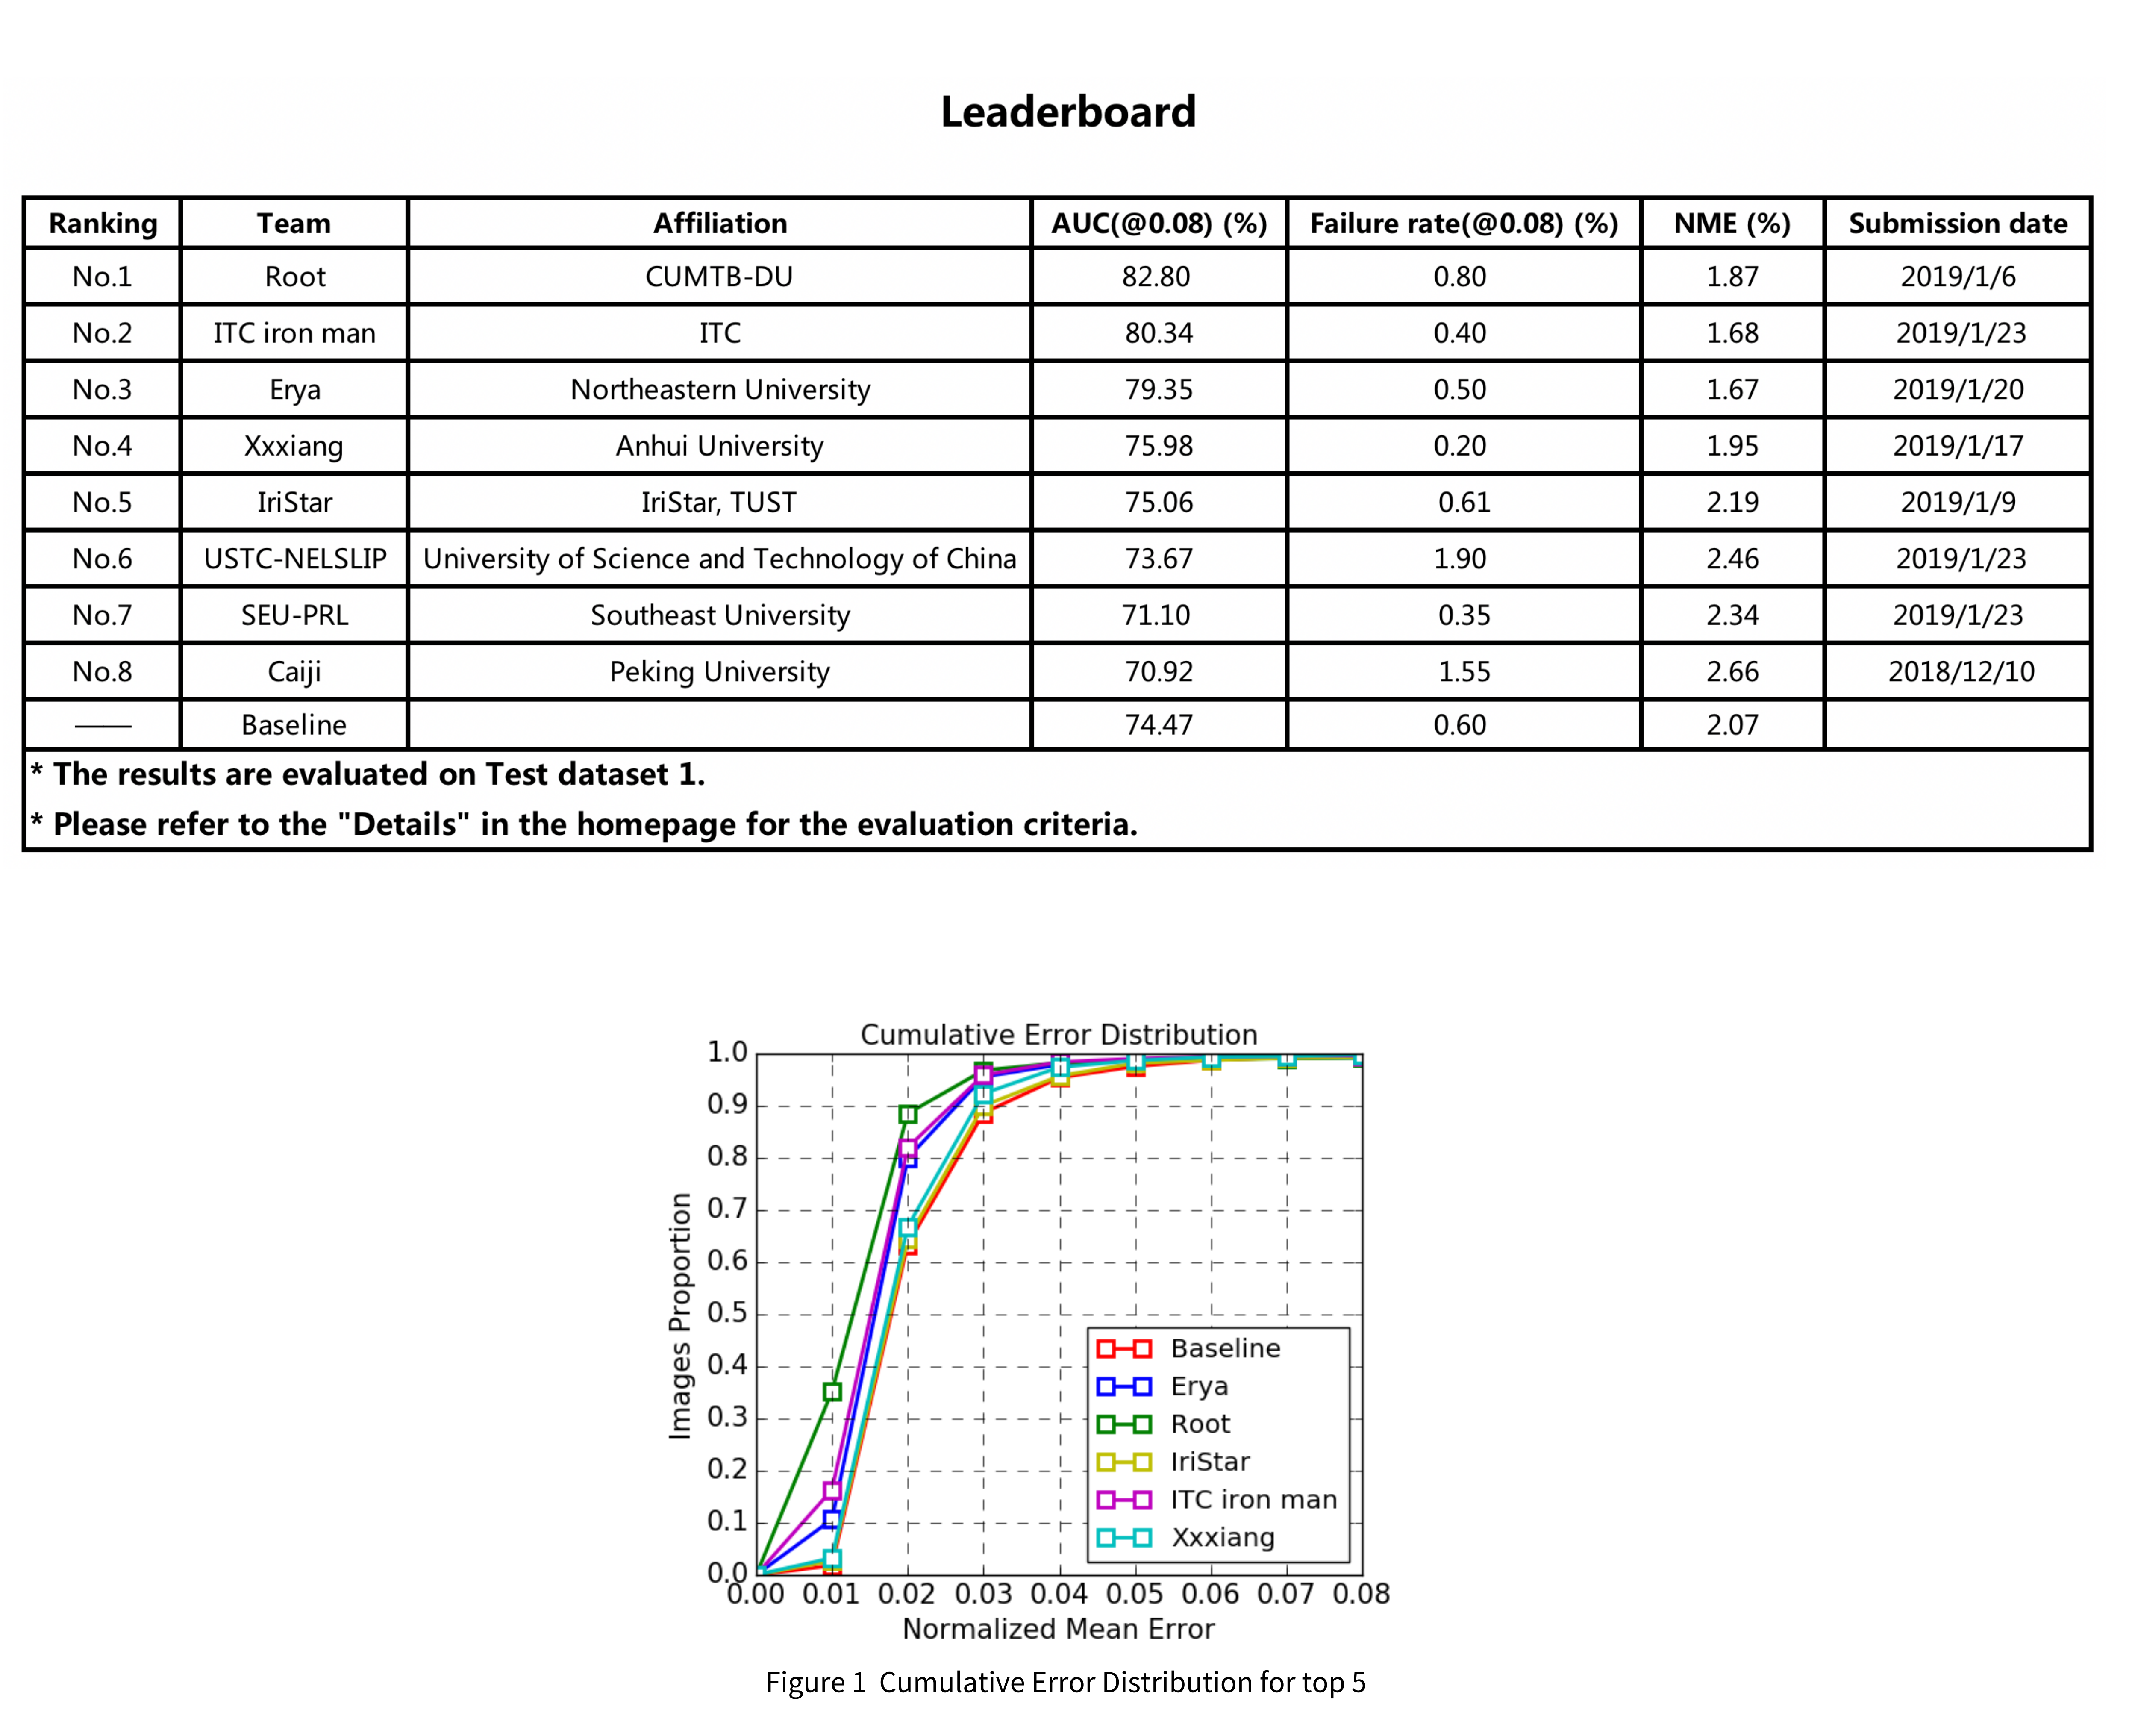 Leaderboard
Ranking Team Affiliation AUC(@0.08) (%) Failure rate(@0.08) (%) NME (%) Submission date
No.1 Root CUMTB-DU 82.80 0.80 1.87 2019/1/6
No.2 ITC iron man ITC 80.34 0.40 1.68 2019/1/23
No.3 Erya Northeastern University 79.35 0.50 1.67 2019/1/20
No.4 Xxxiang Anhui University 75.98 0.20 1.95 2019/1/17
No.5 IriStar IriStar, TUST 75.06 0.61 2.19 2019/1/9
No.6 USTC-NELSLIP University of Science and Technology of China 73.67 1.90 2.46 2019/1/23
No.7 SEU-PRL Southeast University 71.10 0.35 2.34 2019/1/23
No.8 Caiji Peking University 70.92 1.55 2.66 2018/12/10
—— Baseline 74.47 0.60 2.07
* The results are evaluated on Test dataset 1.
* Please refer to the "Details" in the homepage for the evaluation criteria.
Cumulative Error Distribution
Images Proportion
1.0
0.9
0.8
0.7
0.6
0.5
0.4
0.3
0.2
0.1
0.0
Baseline
Erya
Root
IriStar
ITC iron man
Xxxiang
0.00 0.01 0.02 0.03 0.04 0.05 0.06 0.07 0.08
Normalized Mean Error
Figure 1 Cumulative Error Distribution for top 5